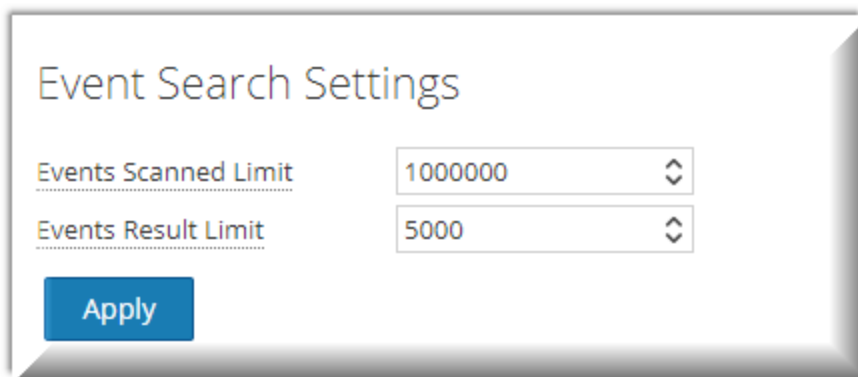 Event Search Settings
Events Scanned Limit 1000000
Events Result Limit 5000
Apply